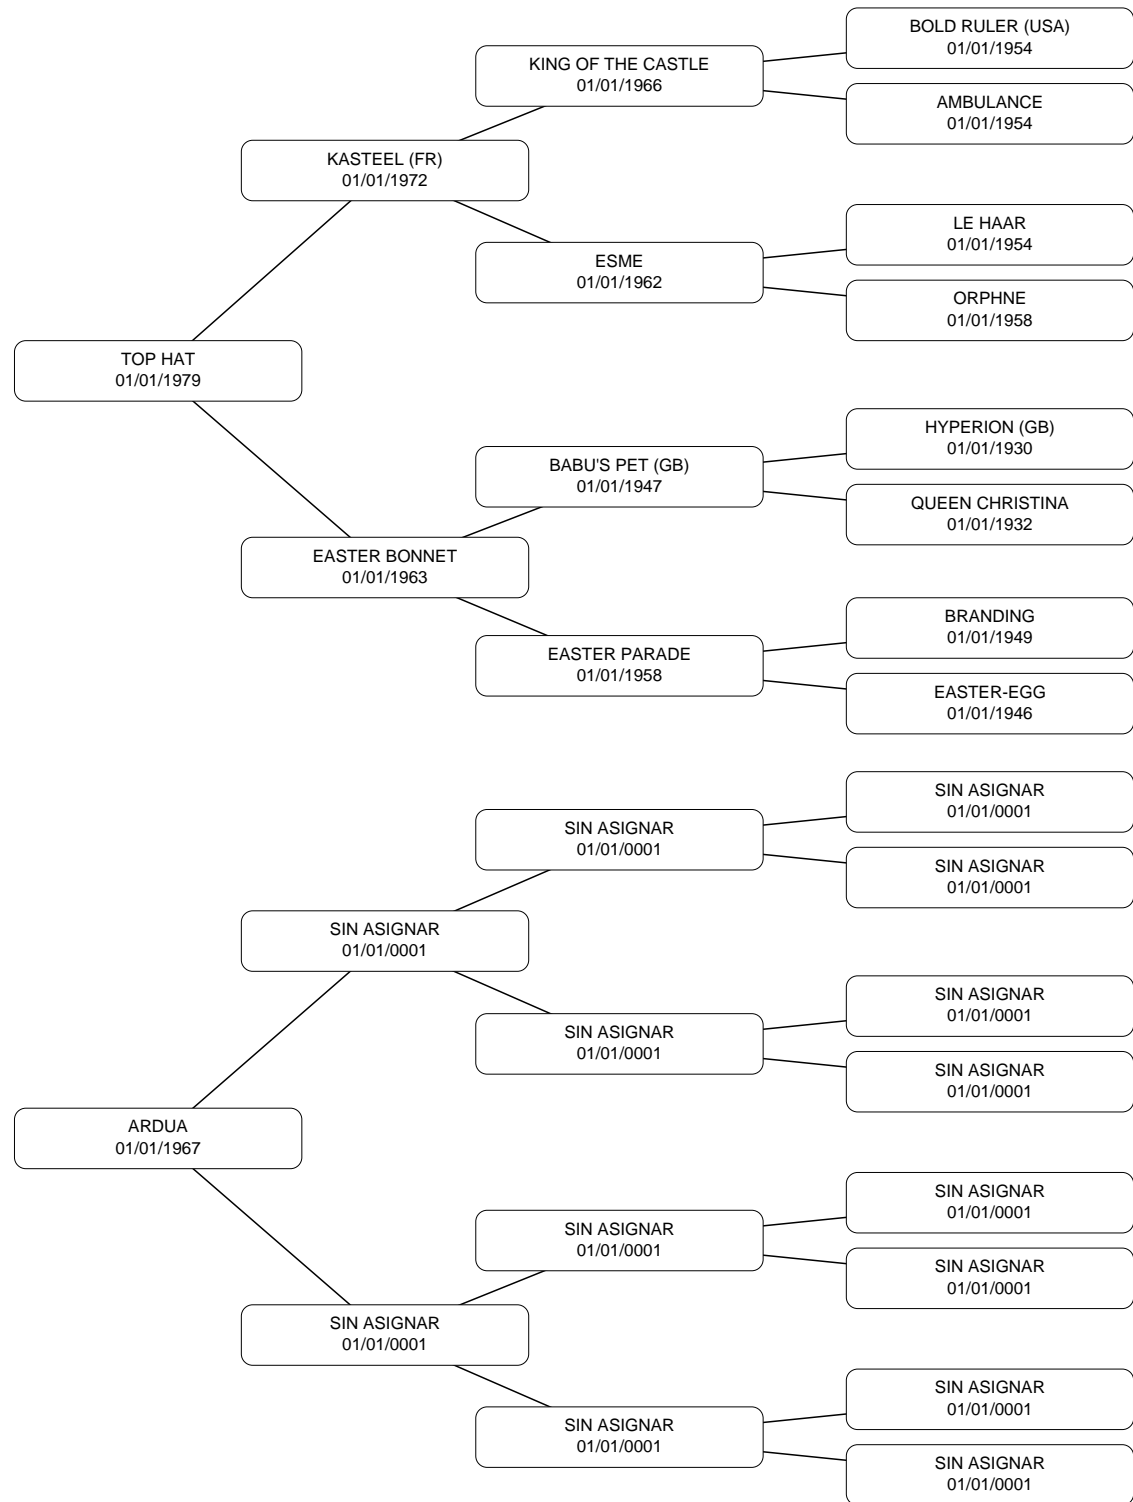 BOLD RULER (USA)
01/01/1954
KING OF THE CASTLE
01/01/1966
AMBULANCE
01/01/1954
KASTEEL (FR)
01/01/1972
LE HAAR
01/01/1954
ESME
01/01/1962
ORPHNE
01/01/1958
TOP HAT
01/01/1979
HYPERION (GB)
01/01/1930
BABU'S PET (GB)
01/01/1947
QUEEN CHRISTINA
01/01/1932
EASTER BONNET
01/01/1963
BRANDING
01/01/1949
EASTER PARADE
01/01/1958
EASTER-EGG
01/01/1946
SIN ASIGNAR
01/01/0001
SIN ASIGNAR
01/01/0001
SIN ASIGNAR
01/01/0001
SIN ASIGNAR
01/01/0001
SIN ASIGNAR
01/01/0001
SIN ASIGNAR
01/01/0001
SIN ASIGNAR
01/01/0001
ARDUA
01/01/1967
SIN ASIGNAR
01/01/0001
SIN ASIGNAR
01/01/0001
SIN ASIGNAR
01/01/0001
SIN ASIGNAR
01/01/0001
SIN ASIGNAR
01/01/0001
SIN ASIGNAR
01/01/0001
SIN ASIGNAR
01/01/0001